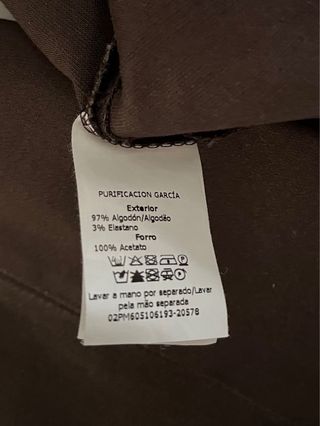 PURIFICACION GARCÍA
Exterior
97% Algodón/Algodão
3% Elastano
Forro
100% Acetato
Lavar a mano por separado/Lavar
pela mão separada
02PM605106193-20578